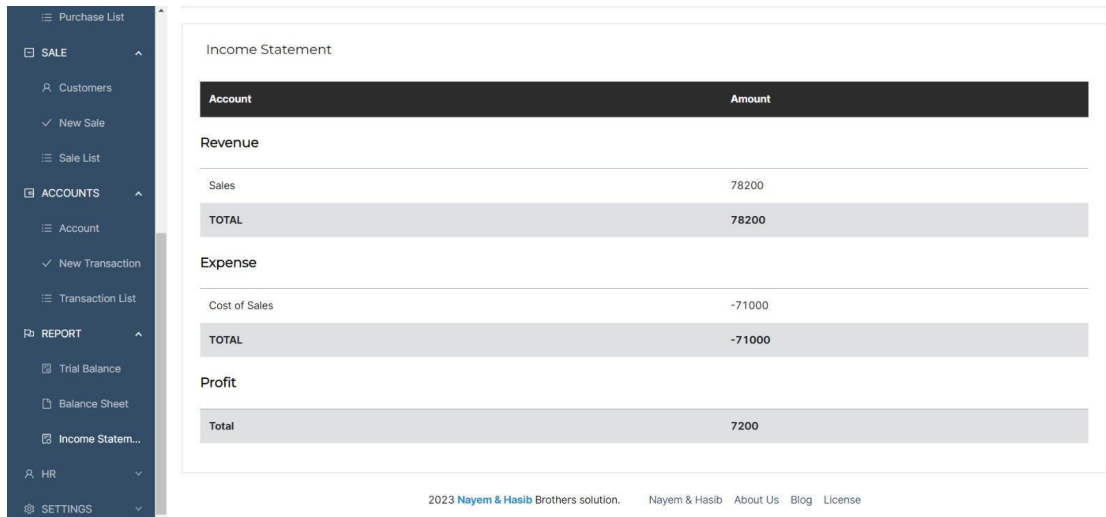 Purchase List
SALE
Customers
New Sale
Sale List
ACCOUNTS
Account
New Transaction
Transaction List
REPORT
Trial Balance
Balance Sheet
Income Statem...
HR
SETTINGS
Income Statement
Account Amount
Revenue
Sales 78200
TOTAL 78200
Expense
Cost of Sales -71000
TOTAL -71000
Profit
Total 7200
2023 Nayem & Hasib Brothers solution. Nayem & Hasib About Us Blog License